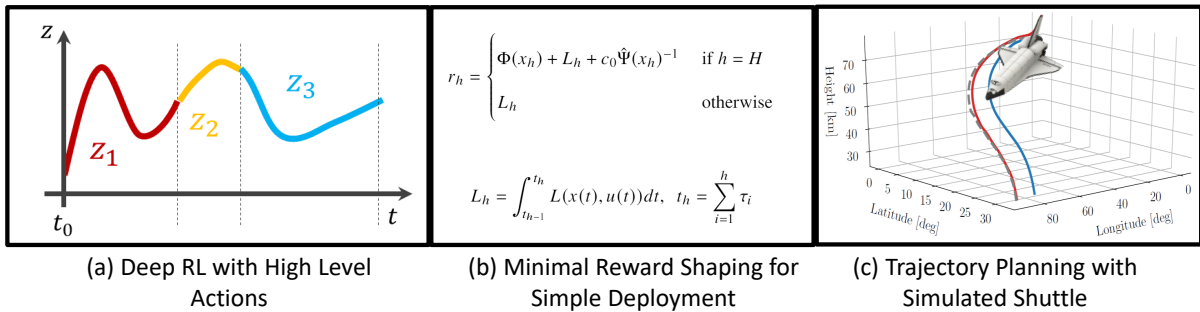 z
z₁
z₂
z₃
t₀
t
(a) Deep RL with High Level
Actions
r_h = { Φ(x_h) + L_h + c₀Ψ̂(x_h)⁻¹ if h = H
L_h otherwise
L_h = ∫_{t_{h-1}}^{t_h} L(x(t), u(t))dt, t_h = ∑_{i=1}^{h} τ_i
(b) Minimal Reward Shaping for
Simple Deployment
Height [km]
70
60
50
40
30
0
5
10
15
20
25
30
Latitude [deg]
80
60
40
20
0
Longitude [deg]
(c) Trajectory Planning with
Simulated Shuttle